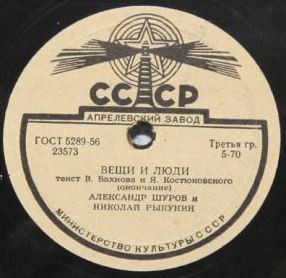 СССР
АПРЕЛЕВСКИЙ ЗАВОД
ГОСТ 5289-56
23573
Третья гр.
5-70
ВЕЩИ И ЛЮДИ
текст В. Бахнова и Я. Костюковского
(окончание)
АЛЕКСАНДР ШУРОВ и
НИКОЛАЙ РЫКУНИН
МИНИСТЕРСТВО КУЛЬТУРЫ СССР